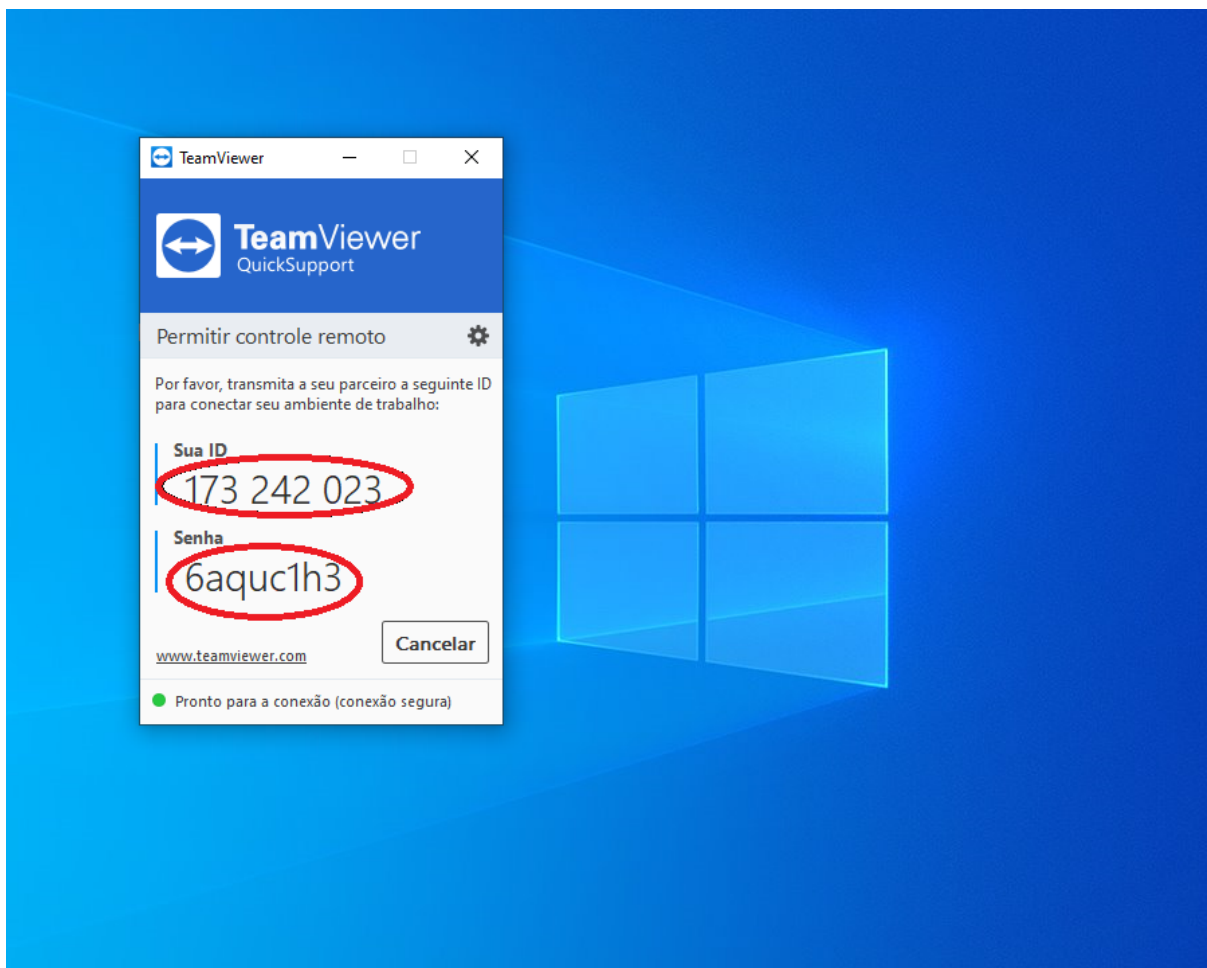 TeamViewer
TeamViewer
QuickSupport
Permitir controle remoto
Por favor, transmita a seu parceiro a seguinte ID
para conectar seu ambiente de trabalho:
Sua ID
173 242 023
Senha
6aquc1h3
www.teamviewer.com
Cancelar
Pronto para a conexão (conexão segura)